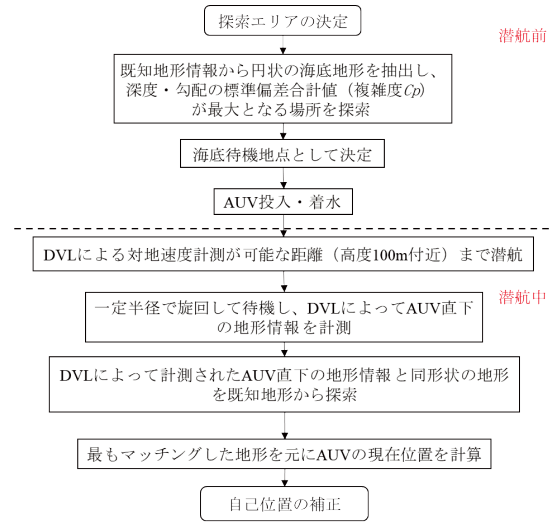 探索エリアの決定
潜航前
既知地形情報から円状の海底地形を抽出し、
深度・勾配の標準偏差合計値（複雑度Cp）
が最大となる場所を探索
海底待機地点として決定
AUV投入・着水
DVLによる対地速度計測が可能な距離（高度100m付近）まで潜航
潜航中
一定半径で旋回して待機し、DVLによってAUV直下
の地形情報を計測
DVLによって計測されたAUV直下の地形情報と同形状の地形
を既知地形から探索
最もマッチングした地形を元にAUVの現在位置を計算
自己位置の補正